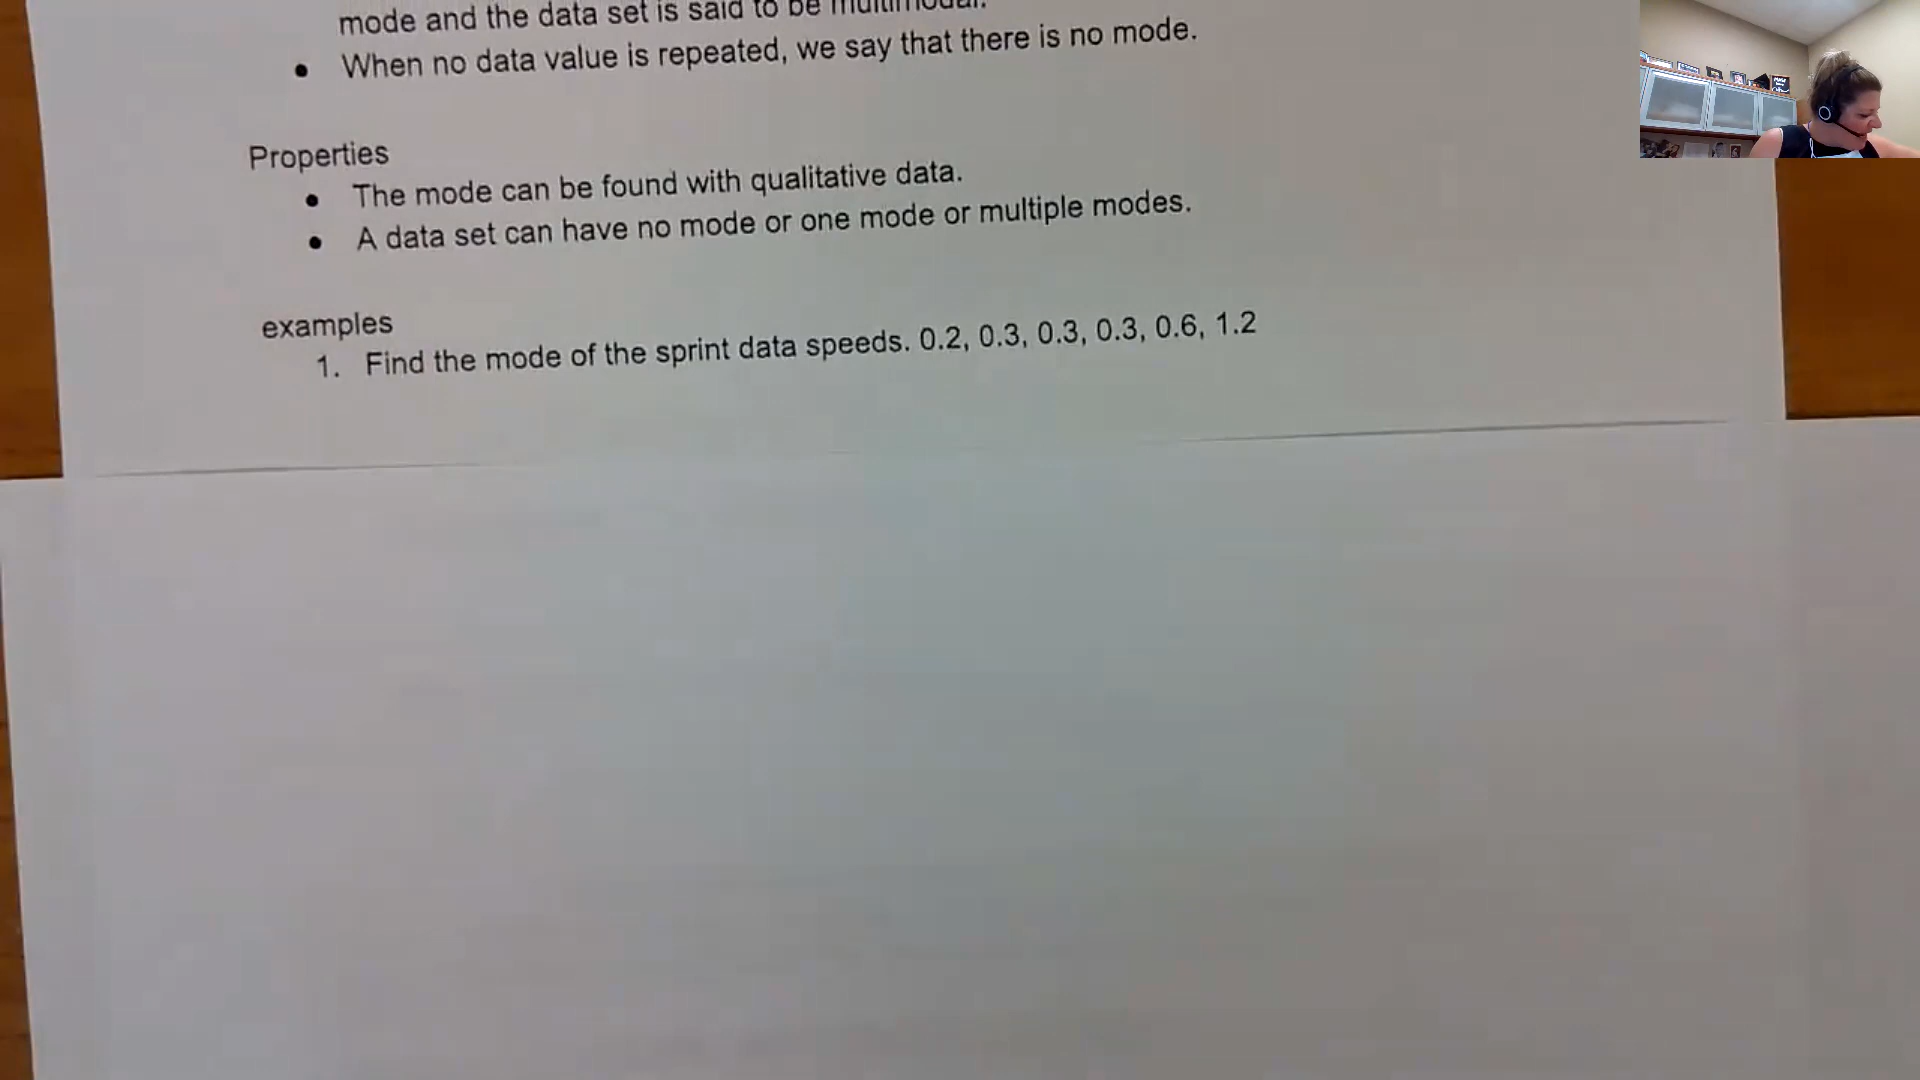 mode and the data set is said to be multimodal.
• When no data value is repeated, we say that there is no mode.
Properties
• The mode can be found with qualitative data.
• A data set can have no mode or one mode or multiple modes.
examples
1. Find the mode of the sprint data speeds. 0.2, 0.3, 0.3, 0.3, 0.6, 1.2